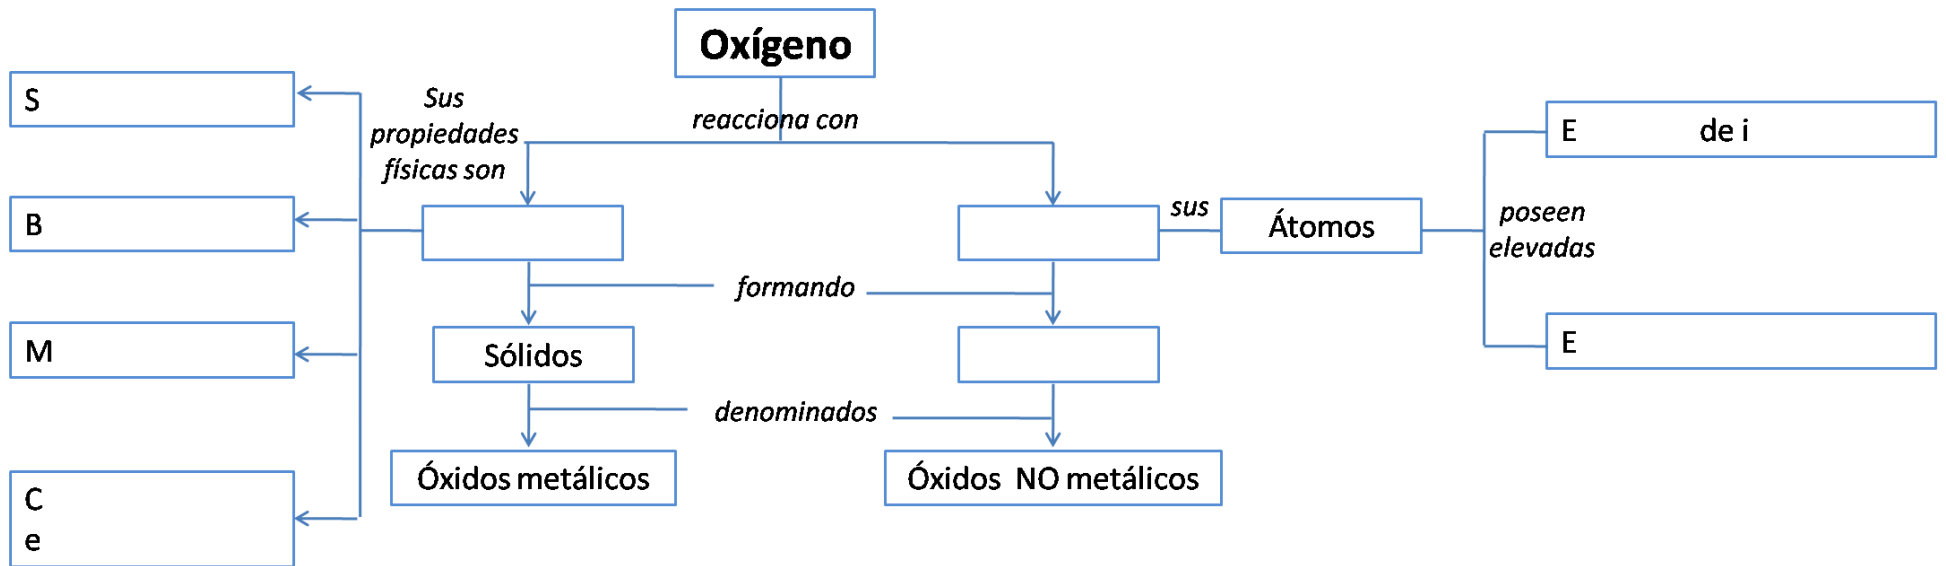 Oxígeno
S
Sus
propiedades
físicas son
reacciona con
E de i
B
sus
Átomos
poseen
elevadas
formando
M
Sólidos
E
denominados
Óxidos metálicos
Óxidos NO metálicos
C
e